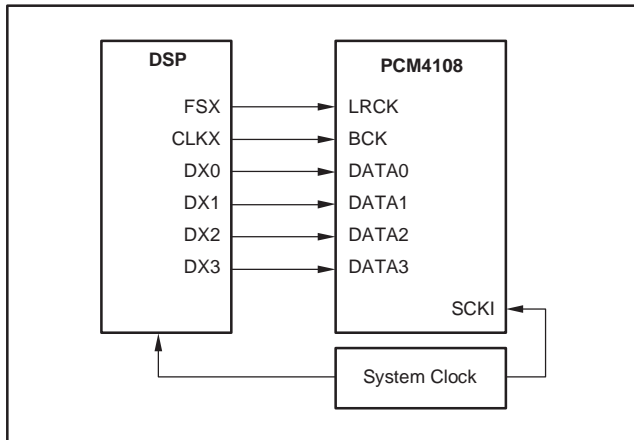 DSP
PCM4108
FSX
LRCK
CLKX
BCK
DX0
DATA0
DX1
DATA1
DX2
DATA2
DX3
DATA3
SCKI
System Clock